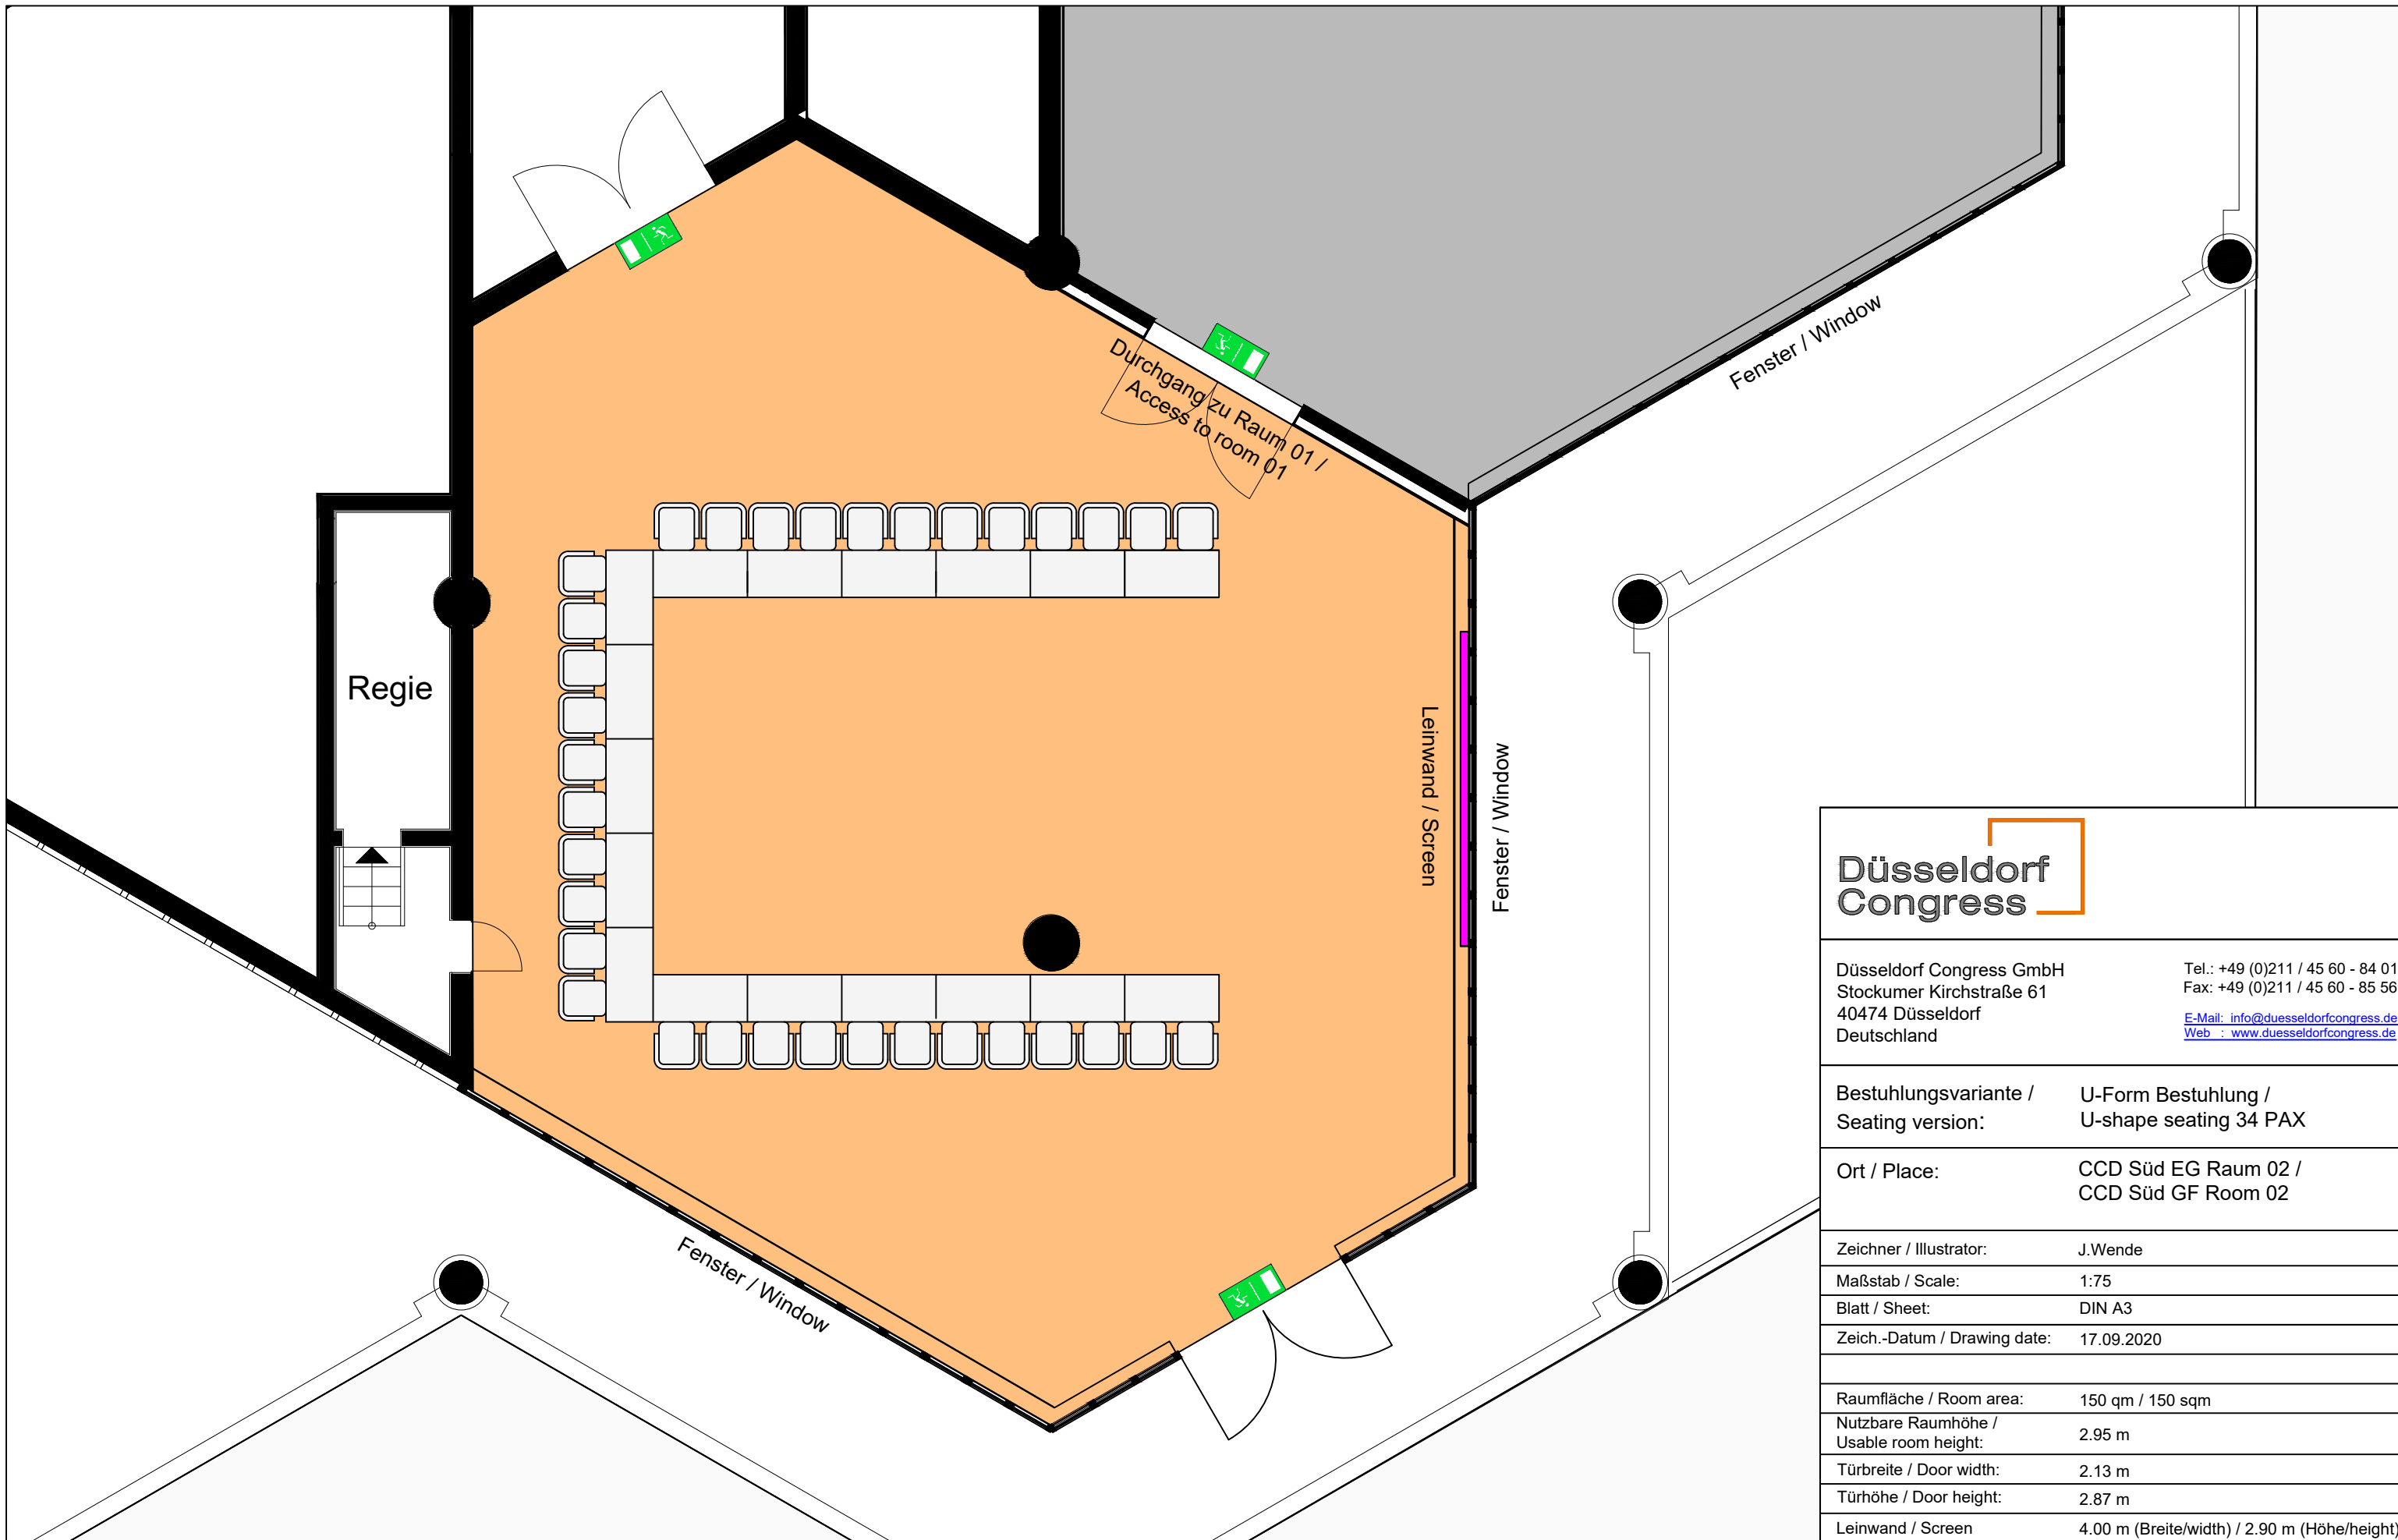 Durchgang zu Raum 01 /
Access to room 01
Fenster / Window
Regie
Leinwand / Screen
Fenster / Window
Fenster / Window
Düsseldorf
Congress
Düsseldorf Congress GmbH
Stockumer Kirchstraße 61
40474 Düsseldorf
Deutschland
Tel.: +49 (0)211 / 45 60 - 84 01
Fax: +49 (0)211 / 45 60 - 85 56
E-Mail: info@duesseldorfcongress.de
Web : www.duesseldorfcongress.de
Bestuhlungsvariante / U-Form Bestuhlung /
Seating version: U-shape seating 34 PAX
Ort / Place: CCD Süd EG Raum 02 /
CCD Süd GF Room 02
Zeichner / Illustrator: J.Wende
Maßstab / Scale: 1:75
Blatt / Sheet: DIN A3
Zeich.-Datum / Drawing date: 17.09.2020
Raumfläche / Room area: 150 qm / 150 sqm
Nutzbare Raumhöhe /
Usable room height: 2.95 m
Türbreite / Door width: 2.13 m
Türhöhe / Door height: 2.87 m
Leinwand / Screen 4.00 m (Breite/width) / 2.90 m (Höhe/height)